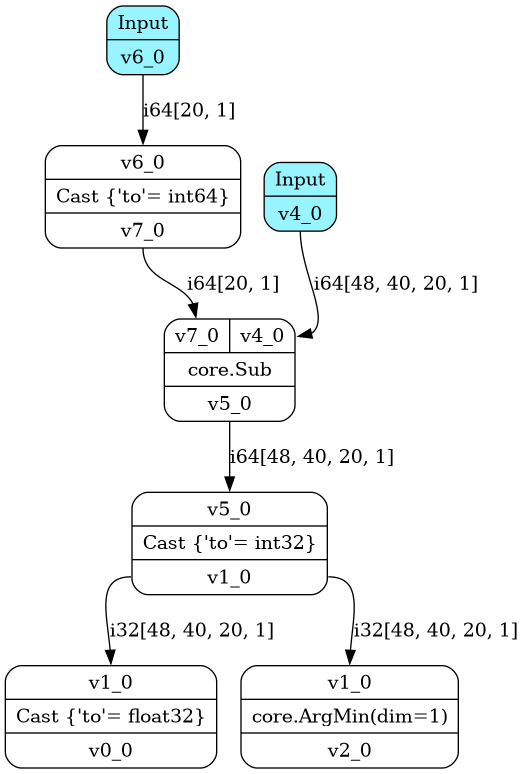 Input
v6_0
i64[20, 1]
v6_0
Cast {'to'= int64}
v7_0
Input
v4_0
i64[20, 1]
i64[48, 40, 20, 1]
v7_0 v4_0
core.Sub
v5_0
i64[48, 40, 20, 1]
v5_0
Cast {'to'= int32}
v1_0
i32[48, 40, 20, 1]
i32[48, 40, 20, 1]
v1_0
Cast {'to'= float32}
v0_0
v1_0
core.ArgMin(dim=1)
v2_0